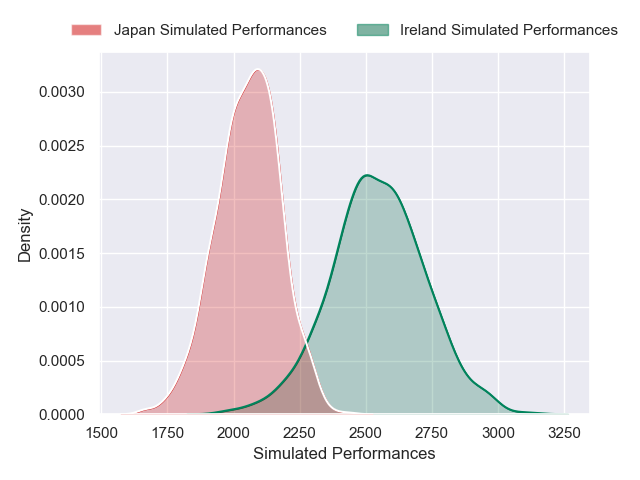 Japan Simulated Performances Ireland Simulated Performances
0.0030
0.0025
0.0020
0.0015
0.0010
0.0005
0.0000
Density
1500 1750 2000 2250 2500 2750 3000 3250
Simulated Performances